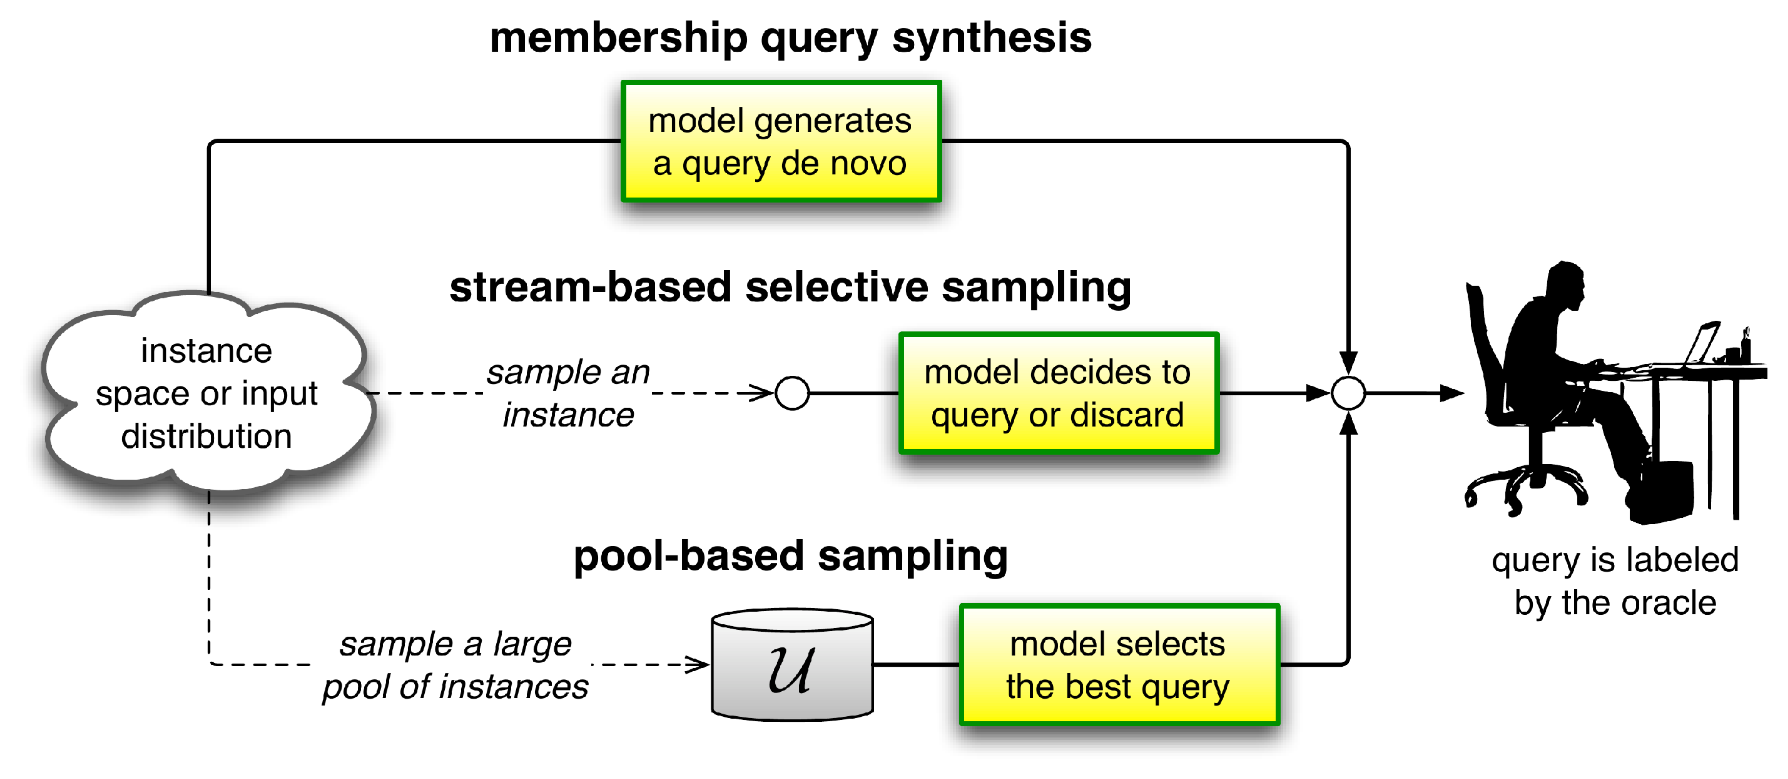 membership query synthesis
model generates
a query de novo
stream-based selective sampling
instance
space or input
distribution
sample an
instance
model decides to
query or discard
query is labeled
by the oracle
pool-based sampling
sample a large
pool of instances
U
model selects
the best query